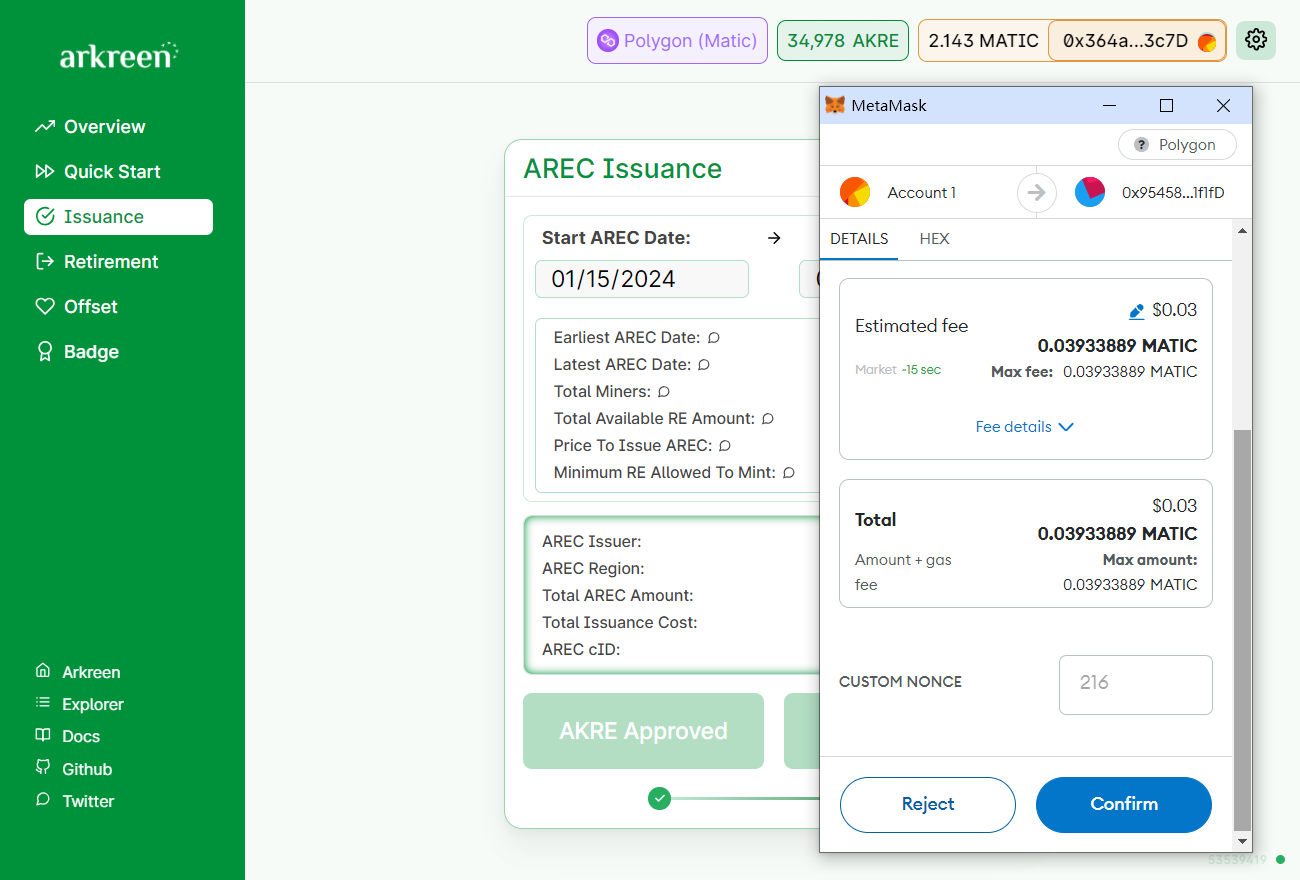 arkreen
Overview
Quick Start
Issuance
Retirement
Offset
Badge
Arkreen
Explorer
Docs
Github
Twitter
Polygon (Matic)
34,978 AKRE
2.143 MATIC
0x364a...3c7D
AREC Issuance
Start AREC Date:
01/15/2024
Earliest AREC Date:
Latest AREC Date:
Total Miners:
Total Available RE Amount:
Price To Issue AREC:
Minimum RE Allowed To Mint:
AREC Issuer:
AREC Region:
Total AREC Amount:
Total Issuance Cost:
AREC cID:
AKRE Approved
MetaMask
? Polygon
Account 1
0x95458...1f1fD
DETAILS
HEX
$0.03
Estimated fee
0.03933889 MATIC
Market ~15 sec
Max fee: 0.03933889 MATIC
Fee details
$0.03
Total
0.03933889 MATIC
Amount + gas
fee
Max amount:
0.03933889 MATIC
CUSTOM NONCE
216
Reject
Confirm
53539419